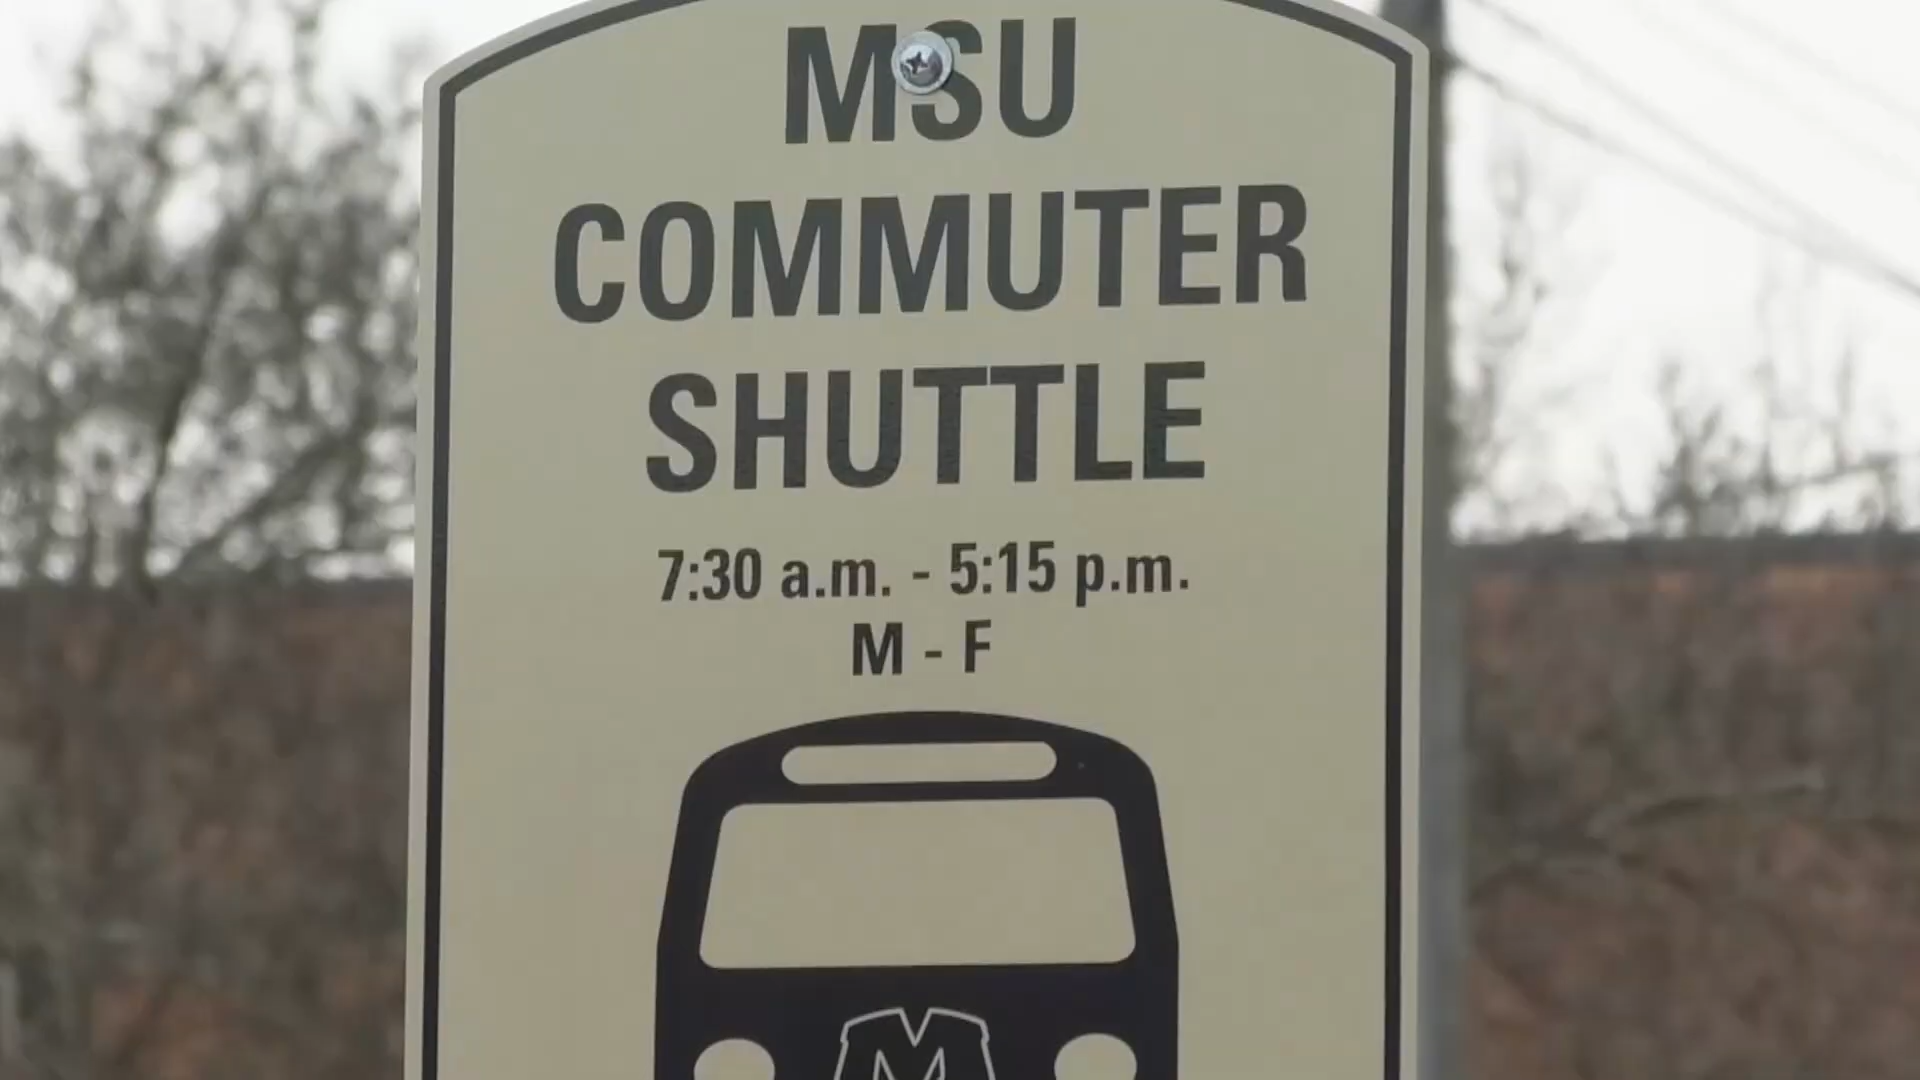 MSU
COMMUTER
SHUTTLE
7:30 a.m. - 5:15 p.m.
M - F
M